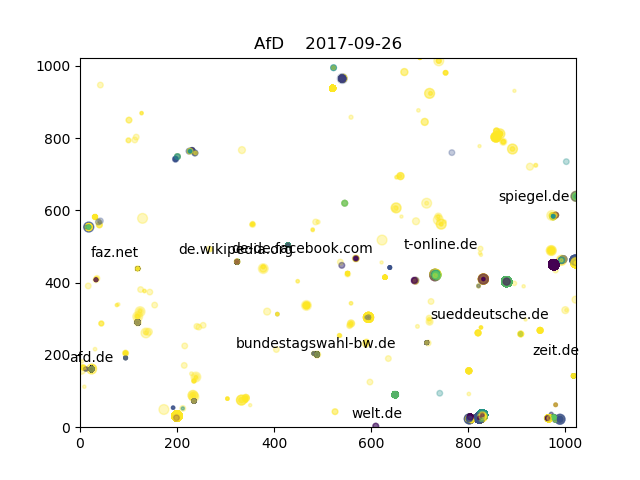 AfD    2017-09-26
1000
800
spiegel.de
600
t-online.de
faz.net
de.wikipedia.org
de-de.facebook.com
400
sueddeutsche.de
bundestagswahl-bw.de
zeit.de
200
afd.de
welt.de
0
0 200 400 600 800 1000